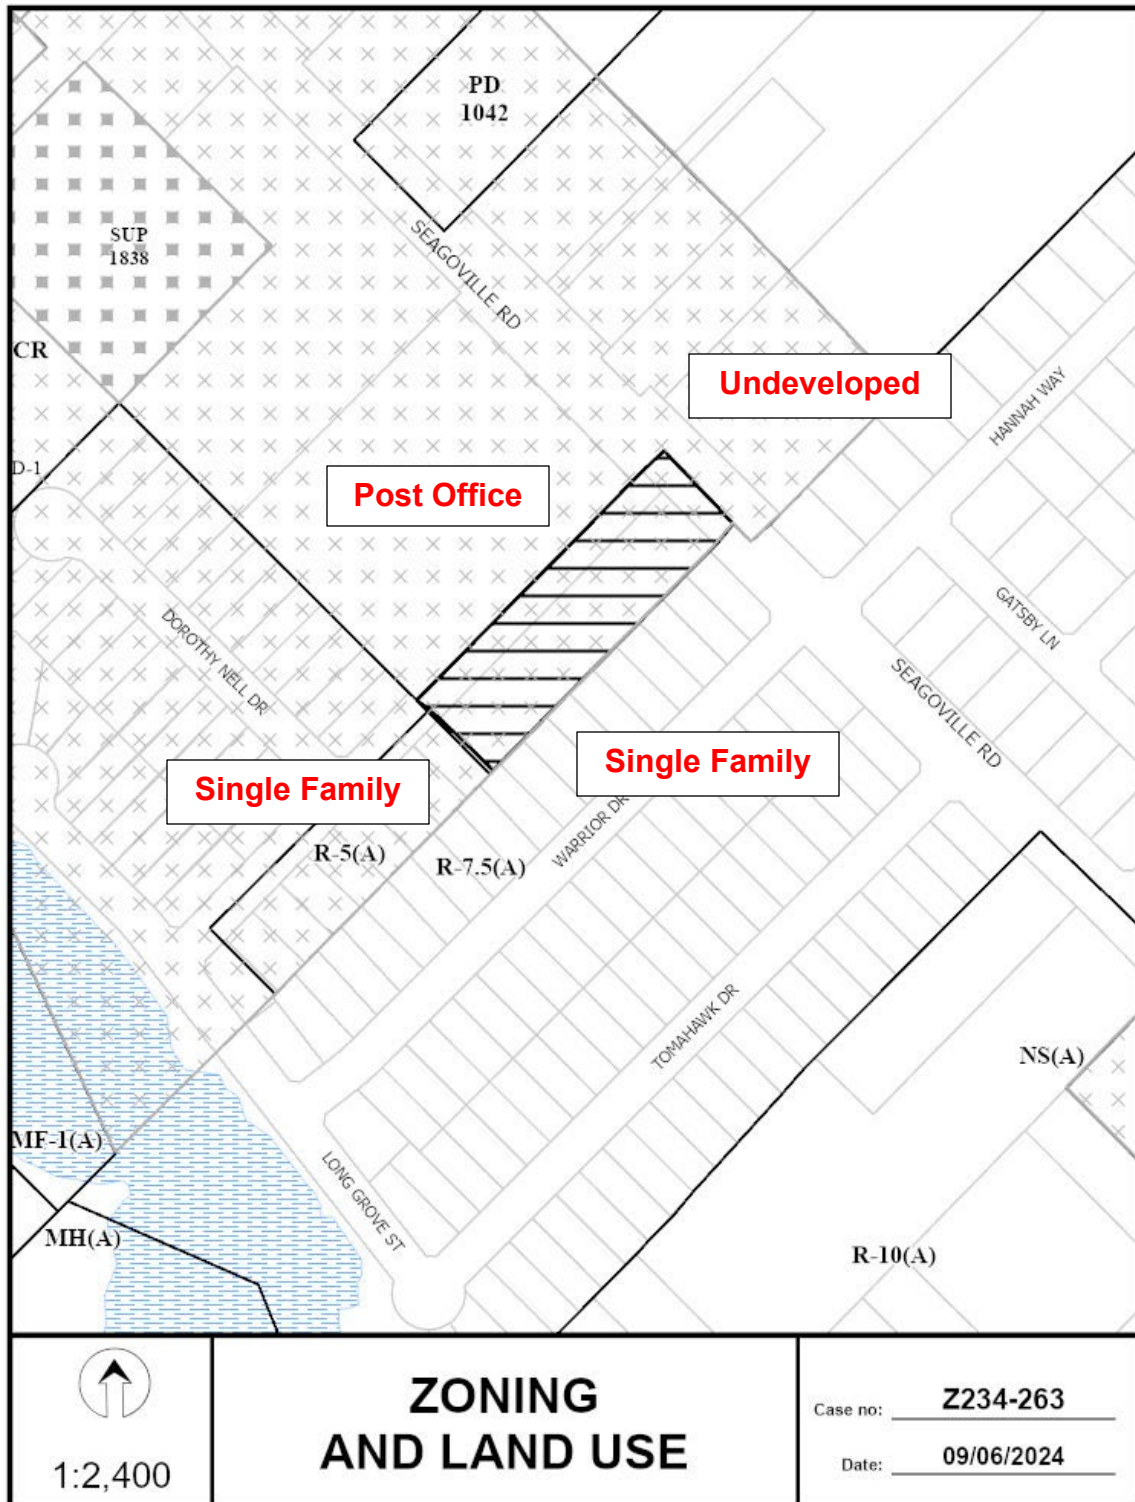 PD
1042
SUP
1838
SEAGOVILLE RD
CR
Undeveloped
HANNAH WAY
D-1
Post Office
GATSBY LN
DOROTHY NELL DR
SEAGOVILLE RD
Single Family
Single Family
WARRIOR DR
R-5(A)
R-7.5(A)
TOMAHAWK DR
NS(A)
MF-1(A)
LONG GROVE ST
MH(A)
R-10(A)
1:2,400
ZONING
AND LAND USE
Case no: Z234-263
Date: 09/06/2024